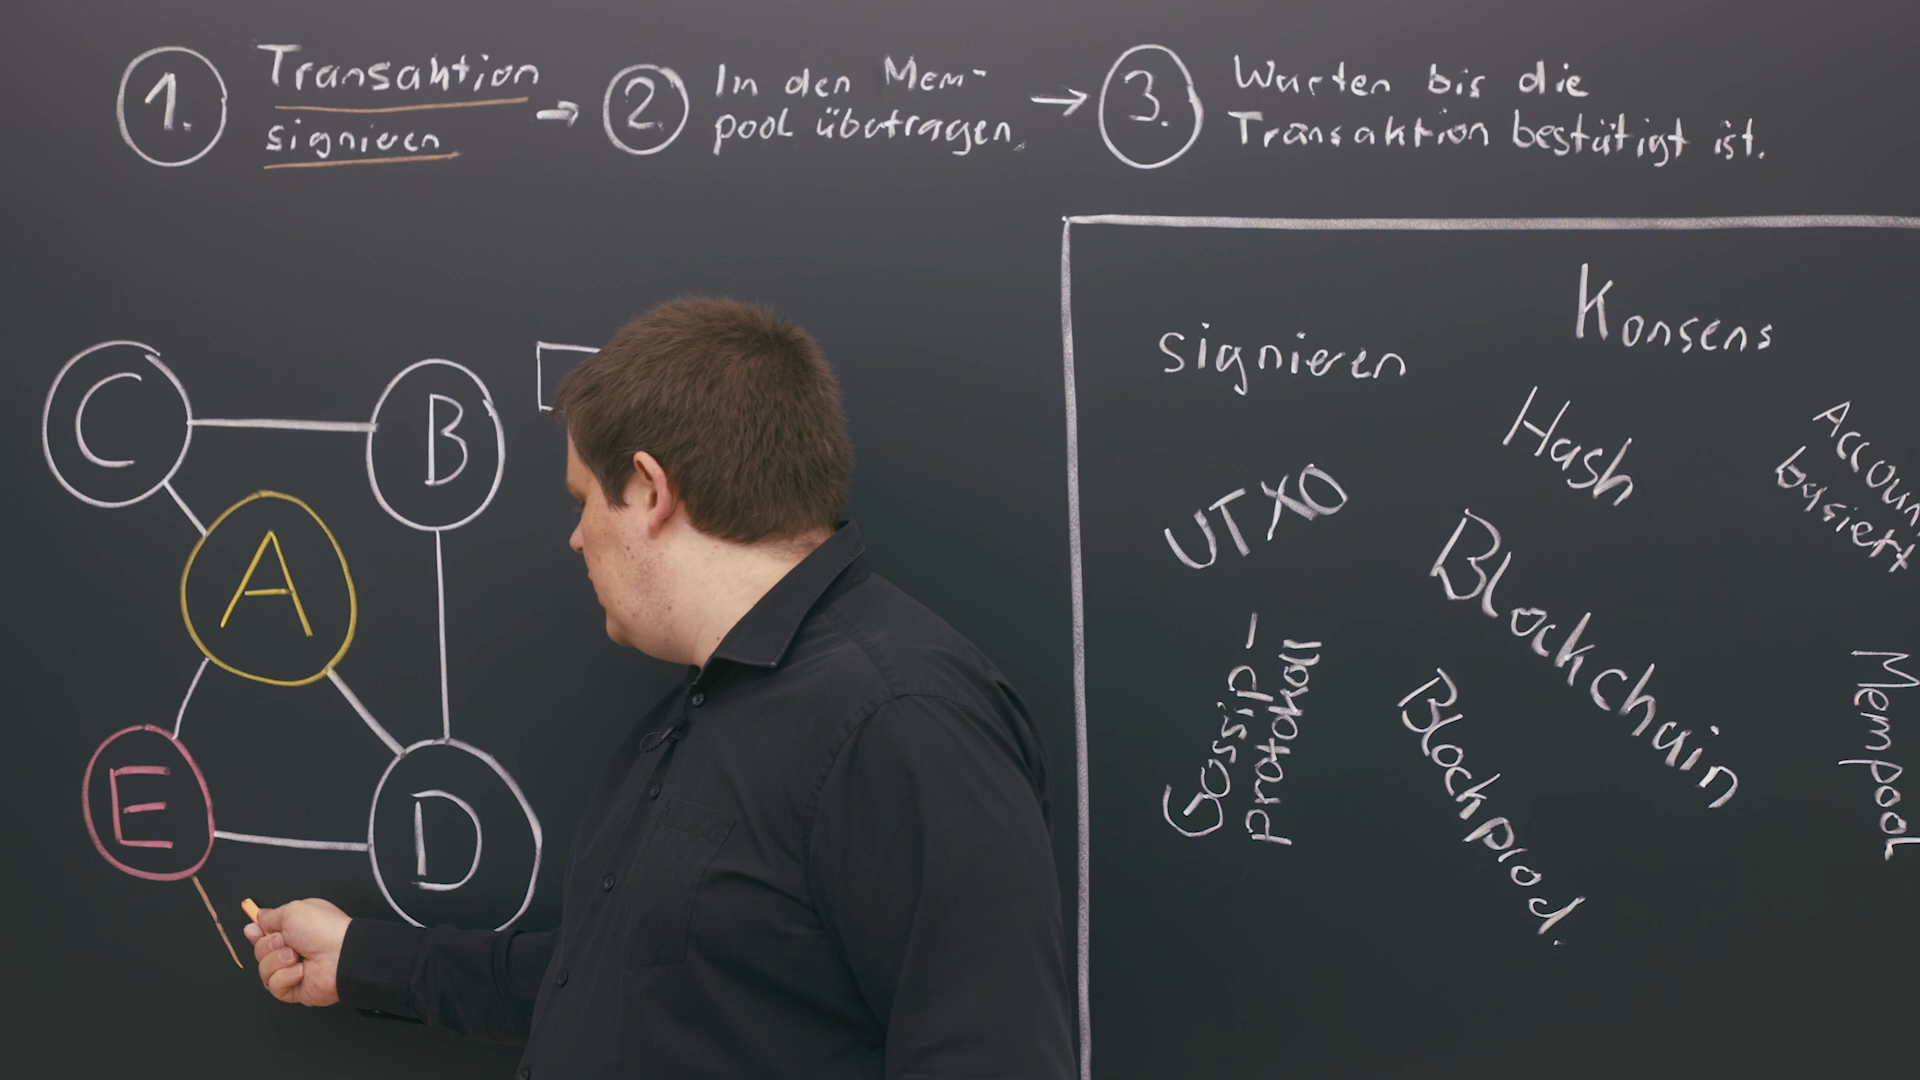 1.
Transaktion
signieren
2.
In den Mem-
pool übertragen.
3.
Warten bis die
Transaktion bestätigt ist.
C
B
A
E
D
Konsens
signieren
Hash
Accoun
basiert
UTXO
Blockchain
Gossip-
protokoll
Blockprod.
Mempool